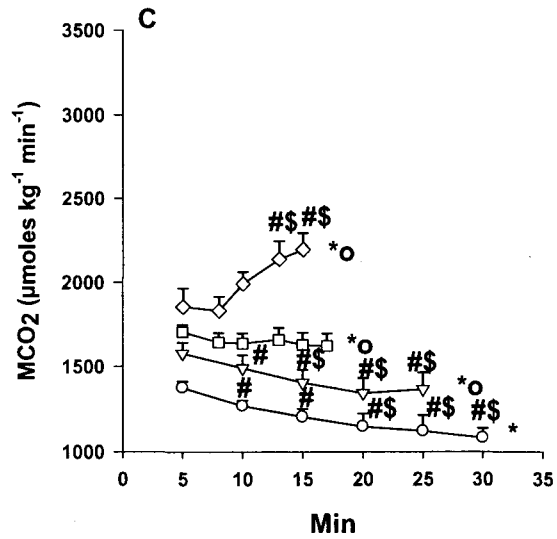 C
3500
3000
2500
2000
1500
1000
MCO2 (µmoles kg-1 min-1)
#$ #$
*o
*o
# #$ #$ #$
*o
# # #$ #$ #$
*
0 5 10 15 20 25 30 35
Min